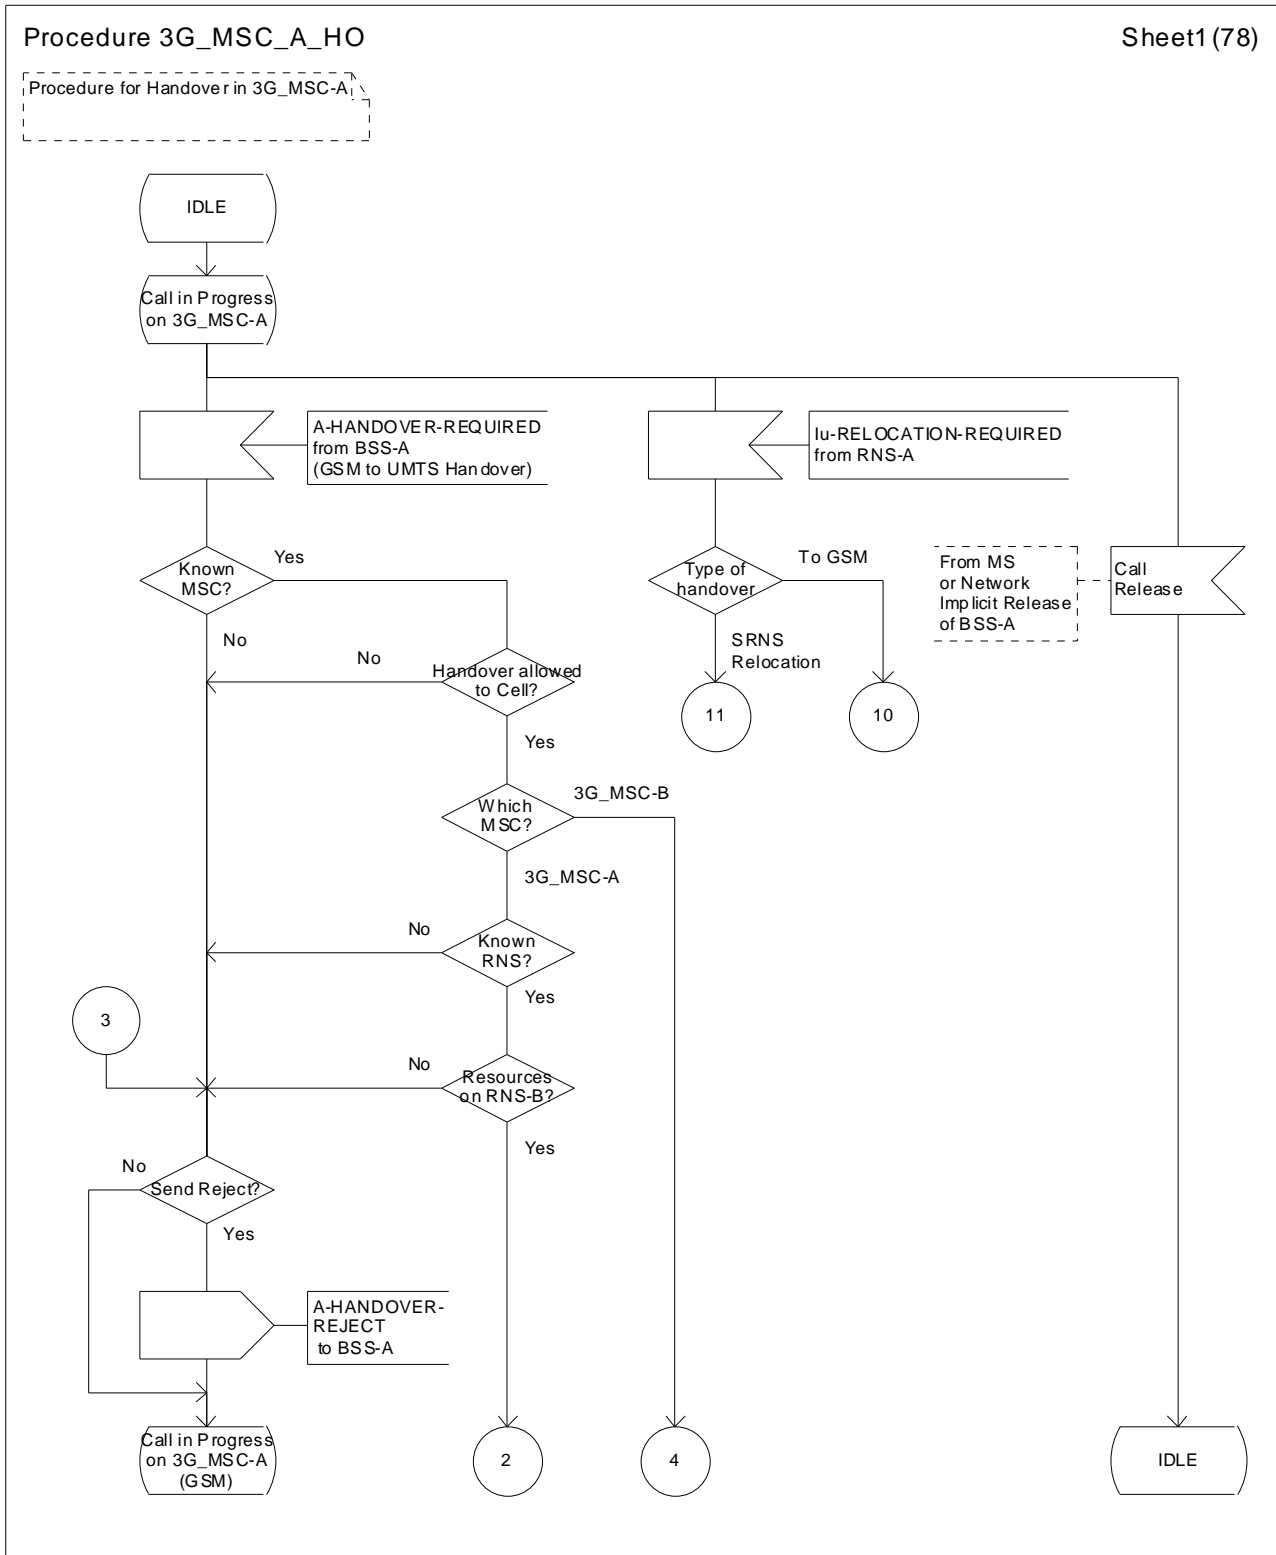 Procedure 3G_MSC_A_HO
Sheet1 (78)
Procedure for Handover in 3G_MSC-A
IDLE
Call in Progress
on 3G_MSC-A
A-HANDOVER-REQUIRED
from BSS-A
(GSM to UMTS Handover)
Iu-RELOCATION-REQUIRED
from RNS-A
Known
MSC?
Yes
No
Type of
handover
To GSM
SRNS
Relocation
From MS
or Network
Implicit Release
of BSS-A
Call
Release
No
Handover allowed
to Cell?
Yes
11
10
Which
MSC?
3G_MSC-B
3G_MSC-A
No
Known
RNS?
Yes
3
No
Resources
on RNS-B?
Yes
No
Send Reject?
Yes
A-HANDOVER-
REJECT
to BSS-A
Call in Progress
on 3G_MSC-A
(GSM)
2
4
IDLE